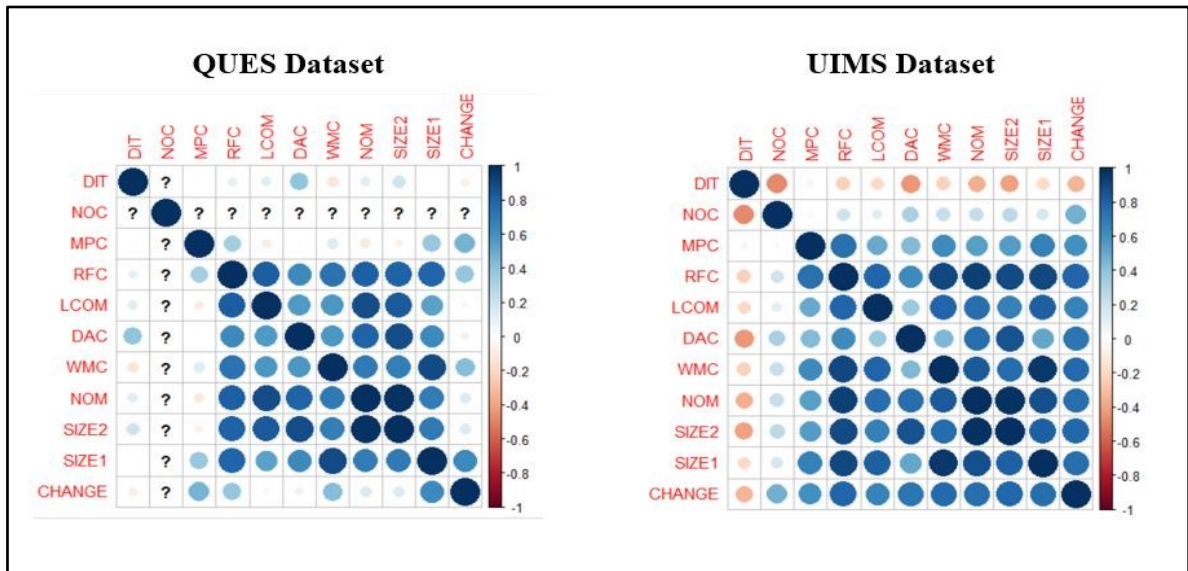 QUES Dataset
DIT NOC MPC RFC LCOM DAC WMC NOM SIZE2 SIZE1 CHANGE
DIT ?
NOC ? ? ? ? ? ? ? ? ? ?
MPC ?
RFC ?
LCOM ?
DAC ?
WMC ?
NOM ?
SIZE2 ?
SIZE1 ?
CHANGE ?
1
0.8
0.6
0.4
0.2
0
-0.2
-0.4
-0.6
-0.8
-1
UIMS Dataset
DIT NOC MPC RFC LCOM DAC WMC NOM SIZE2 SIZE1 CHANGE
DIT
NOC
MPC
RFC
LCOM
DAC
WMC
NOM
SIZE2
SIZE1
CHANGE
1
0.8
0.6
0.4
0.2
0
-0.2
-0.4
-0.6
-0.8
-1